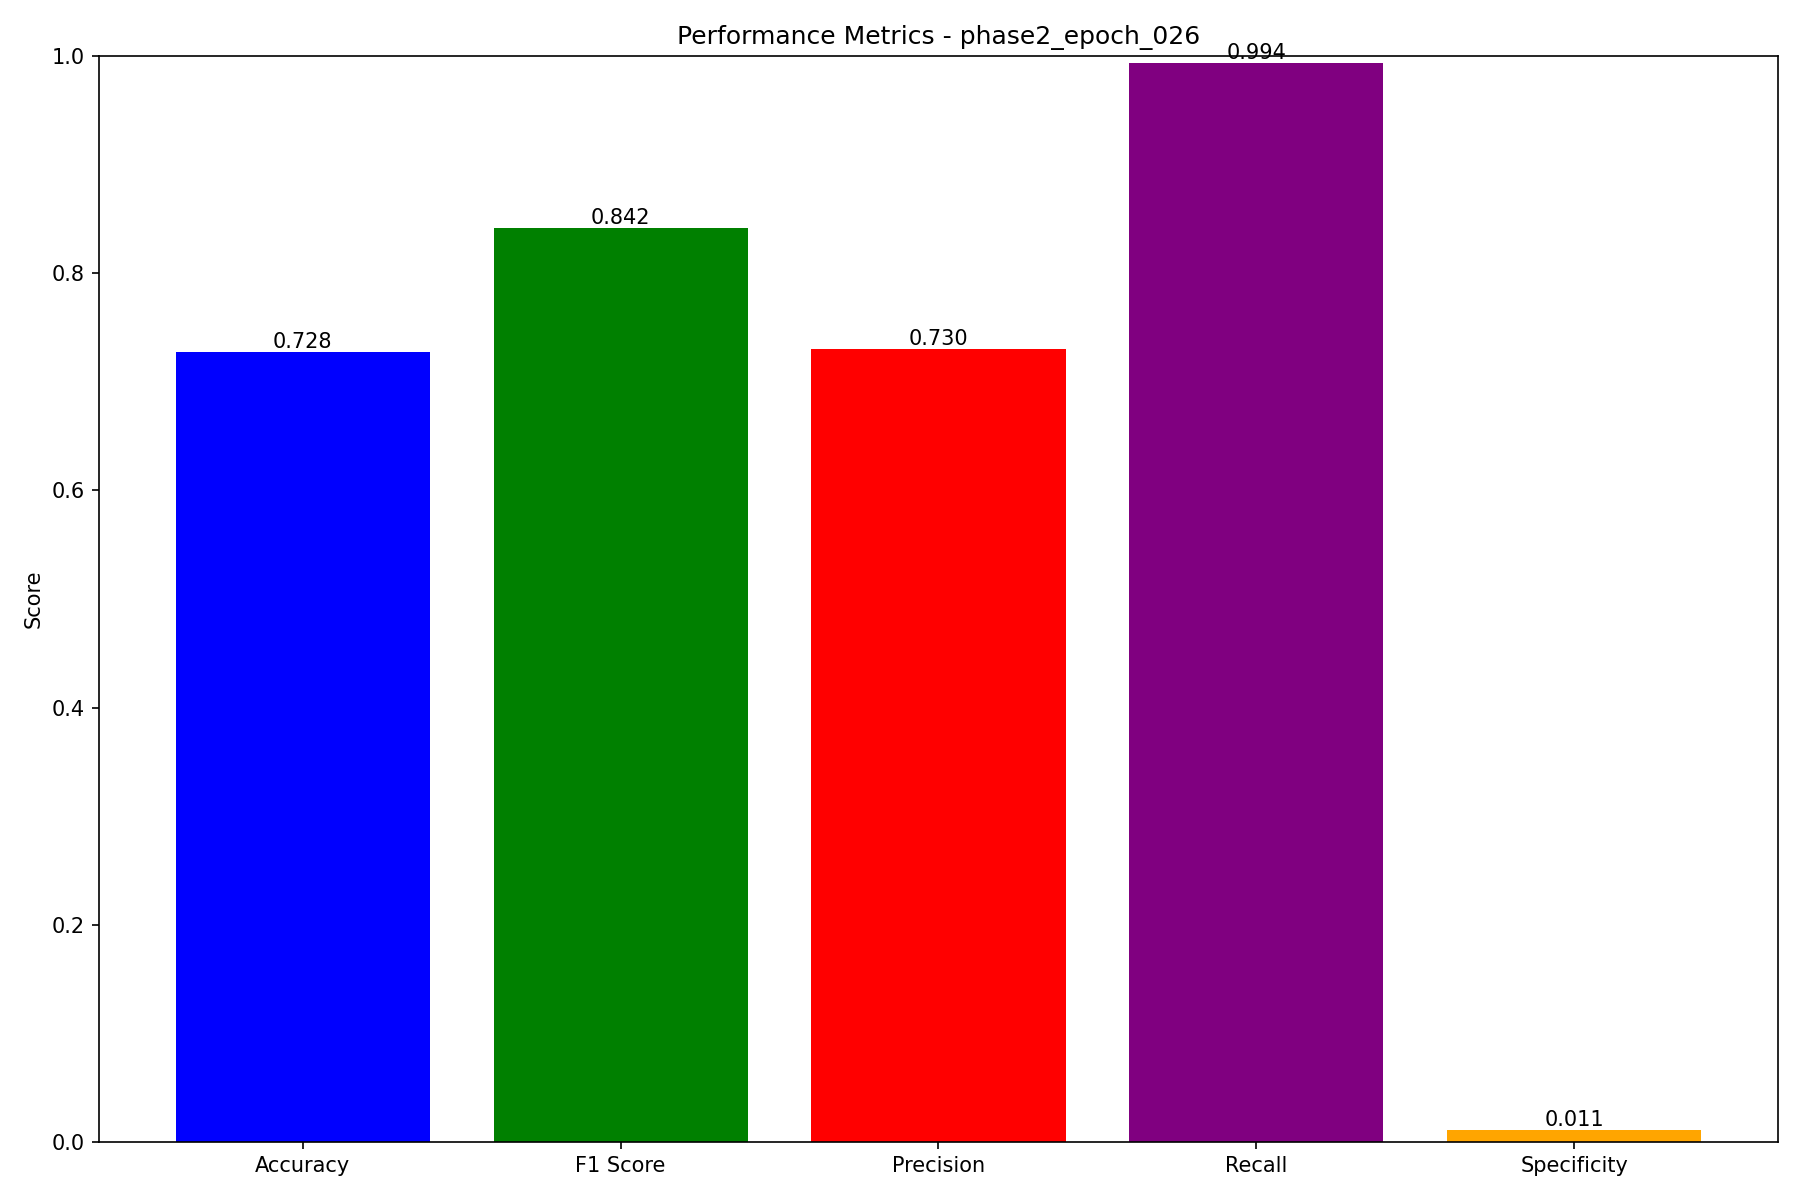 Performance Metrics - phase2_epoch_026
1.0
0.8
0.6
0.4
0.2
0.0
Score
0.728
0.842
0.730
0.994
0.011
Accuracy
F1 Score
Precision
Recall
Specificity